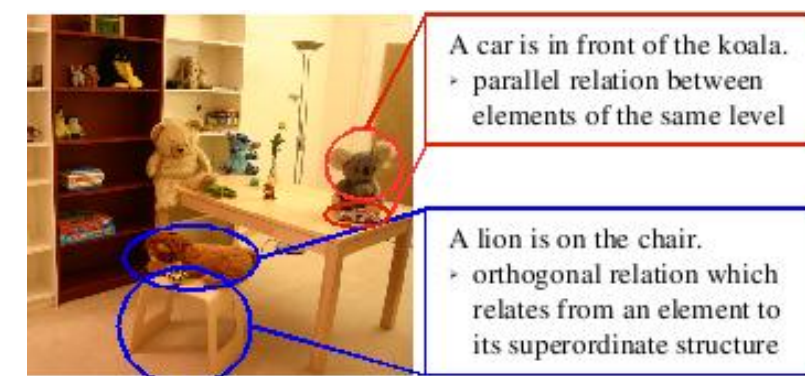 A car is in front of the koala.
▸ parallel relation between
elements of the same level
A lion is on the chair.
▸ orthogonal relation which
relates from an element to
its superordinate structure